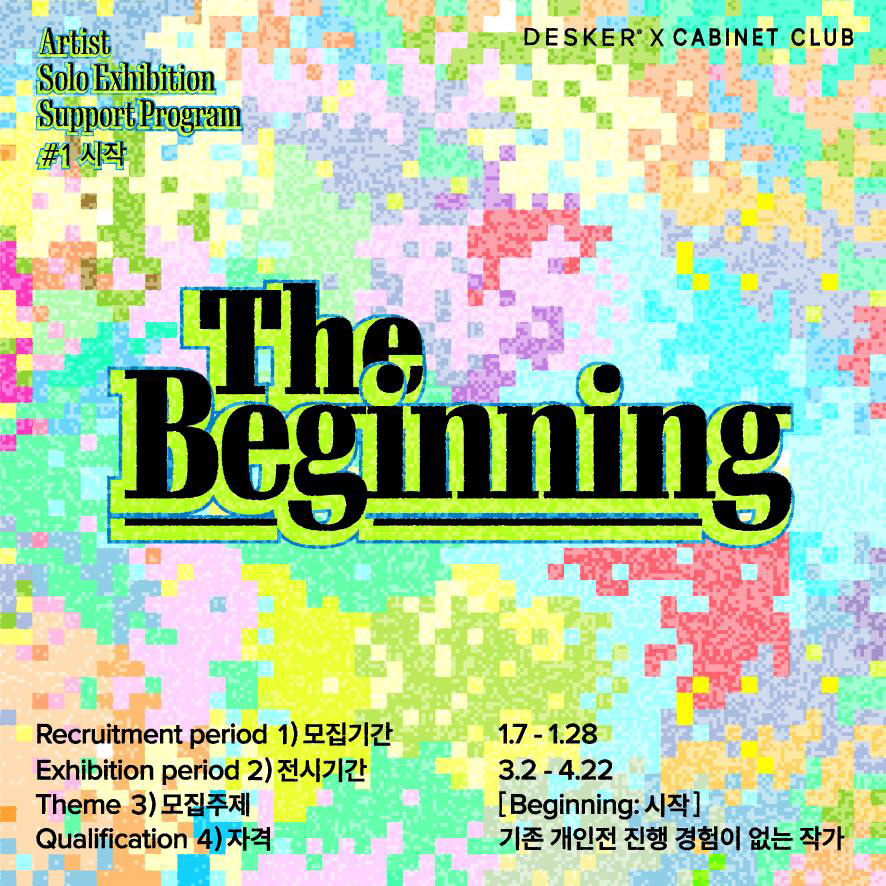 Artist
Solo Exhibition
Support Program
#1 시작
DESKER® X CABINET CLUB
The
Beginning
Recruitment period 1) 모집기간 1.7 - 1.28
Exhibition period 2) 전시기간 3.2 - 4.22
Theme 3) 모집주제 [Beginning: 시작]
Qualification 4) 자격 기존 개인전 진행 경험이 없는 작가